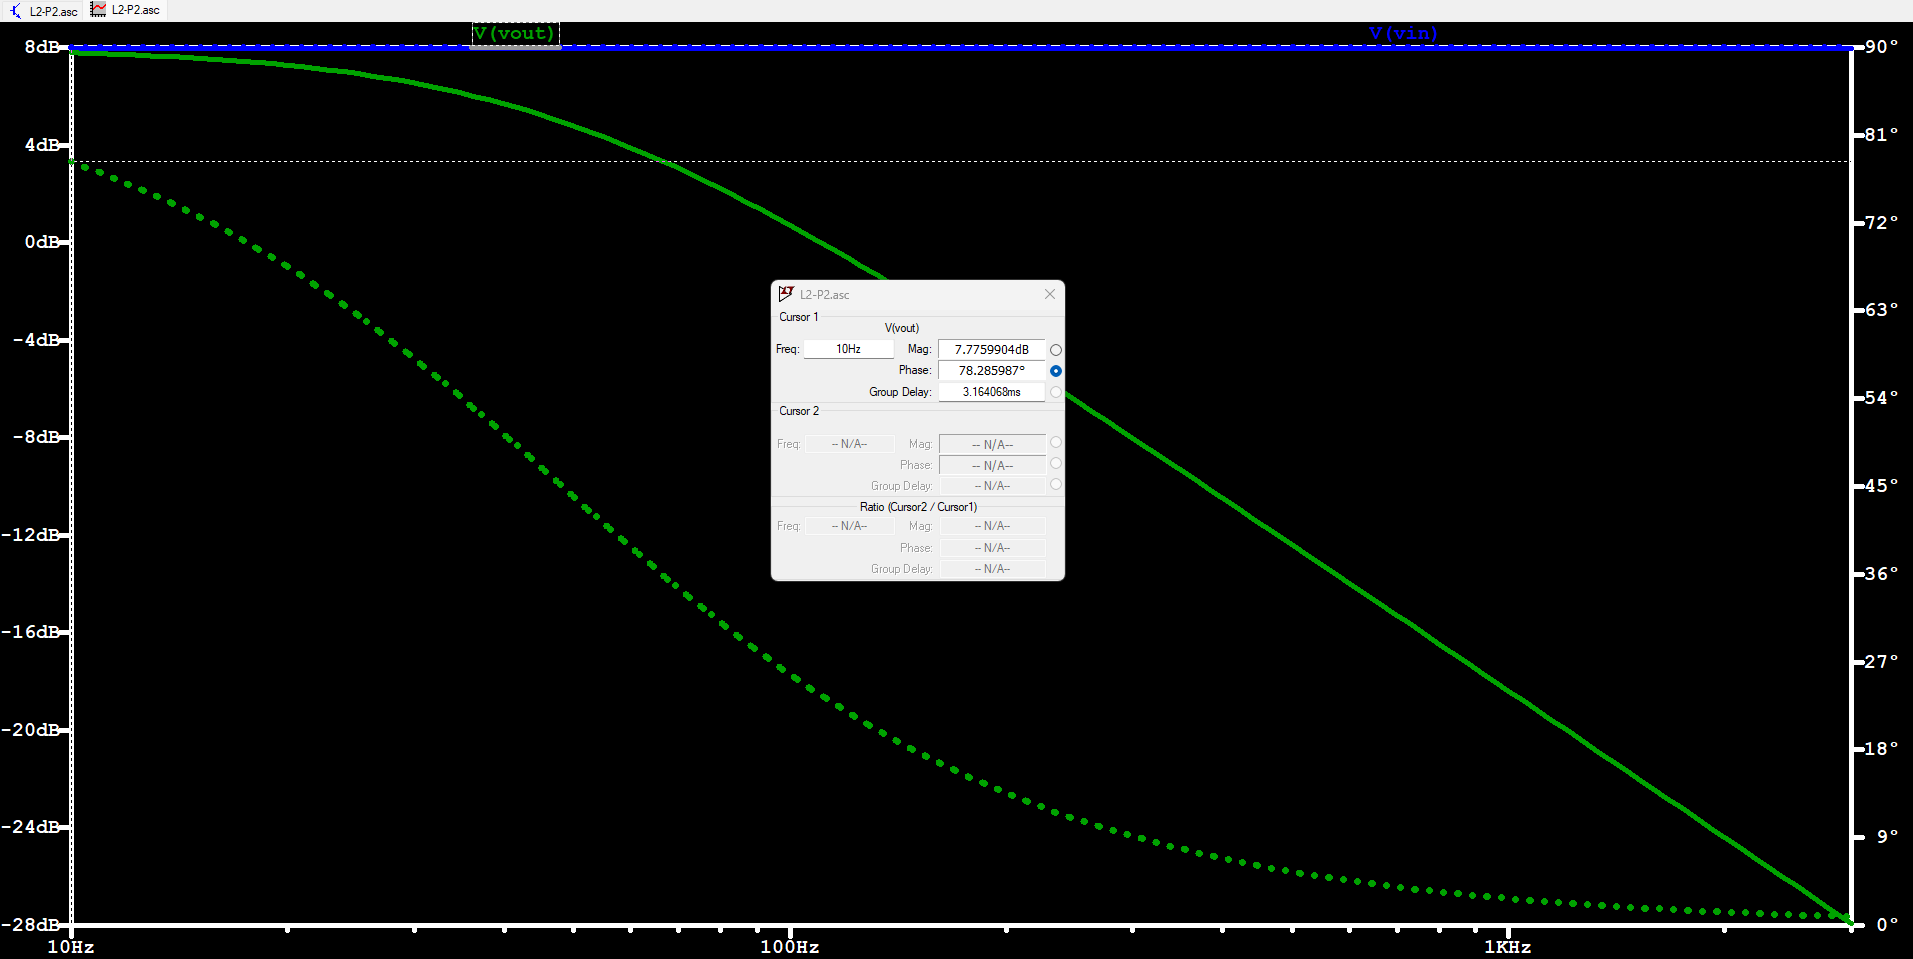 L2-P2.asc L2-P2.asc
V(vout) V(vin)
8dB 90°
4dB 81°
0dB 72°
-4dB 63°
-8dB 54°
-12dB 45°
-16dB 36°
-20dB 27°
-24dB 18°
-28dB 9°
0°
10Hz 100Hz 1KHz
L2-P2.asc
Cursor 1
V(vout)
Freq: 10Hz Mag: 7.7759904dB
Phase: 78.285987°
Group Delay: 3.164068ms
Cursor 2
Freq: -- N/A-- Mag: -- N/A--
Phase: -- N/A--
Group Delay: -- N/A--
Ratio (Cursor2 / Cursor1)
Freq: -- N/A-- Mag: -- N/A--
Phase: -- N/A--
Group Delay: -- N/A--